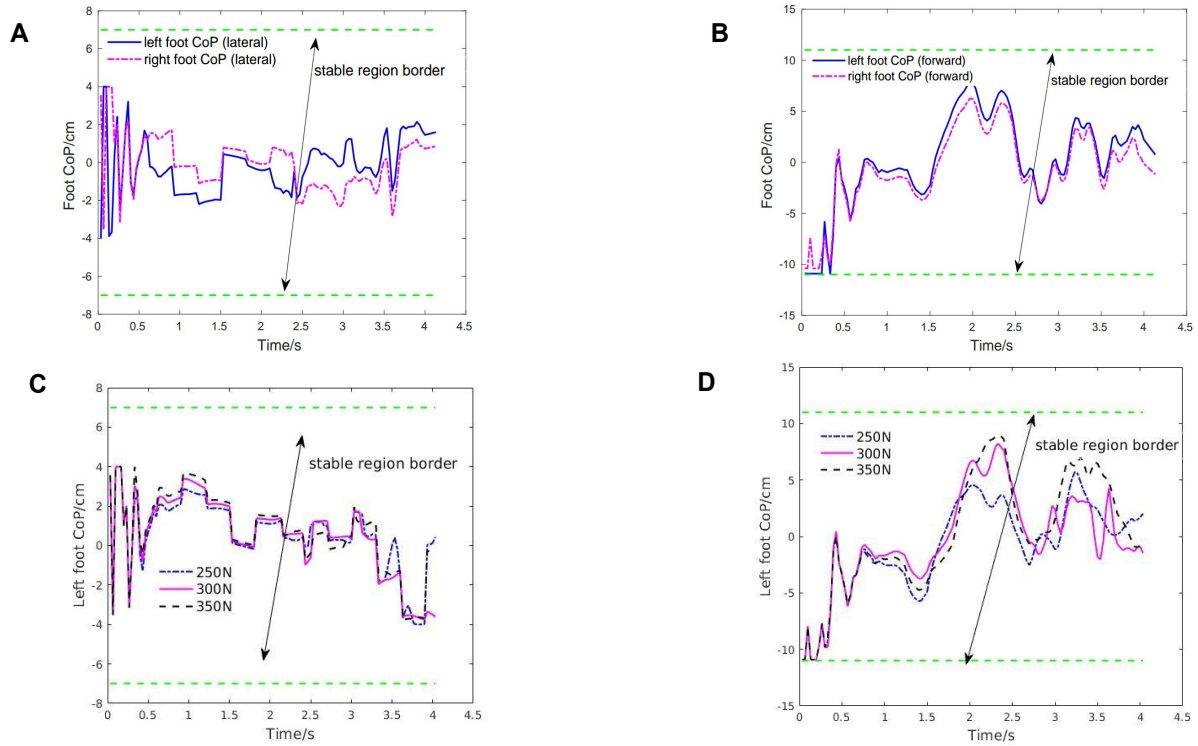 A
Foot CoP/cm
8
6
4
2
0
-2
-4
-6
-8
left foot CoP (lateral)
right foot CoP (lateral)
stable region border
0 0.5 1 1.5 2 2.5 3 3.5 4 4.5
Time/s
B
Foot CoP/cm
15
10
5
0
-5
-10
15
left foot CoP (forward)
right foot CoP (forward)
stable region border
0 0.5 1 1.5 2 2.5 3 3.5 4 4.5
Time/s
C
Left foot CoP/cm
8
6
4
2
0
-2
-4
-6
-8
stable region border
250N
300N
350N
0 0.5 1 1.5 2 2.5 3 3.5 4 4.5
Time/s
D
Left foot CoP/cm
15
10
5
0
-5
-10
-15
250N
300N
350N
stable region border
0 0.5 1 1.5 2 2.5 3 3.5 4 4.5
Time/s